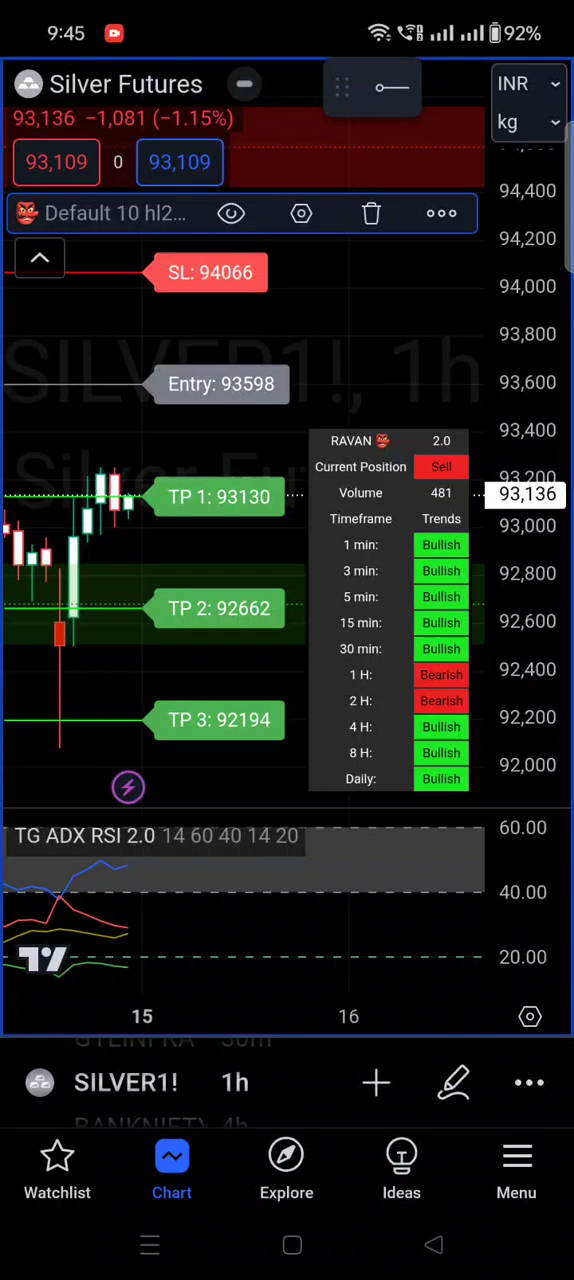 9:45 92%
Silver Futures
INR
kg
93,136 −1,081 (−1.15%)
93,109 0 93,109
94,400
Default 10 hl2...
94,200
SL: 94066
94,000
93,800
SILVER1!, 1h
Entry: 93598
93,600
93,400
RAVAN 2.0
Current Position Sell
93,200
Volume 481
TP 1: 93130
93,136
Timeframe Trends
93,000
1 min: Bullish
3 min: Bullish
92,800
5 min: Bullish
TP 2: 92662
15 min: Bullish
92,600
30 min: Bullish
1 H: Bearish
92,400
2 H: Bearish
TP 3: 92194
92,200
4 H: Bullish
8 H: Bullish
92,000
Daily: Bullish
TG ADX RSI 2.0 14 60 40 14 20
60.00
40.00
20.00
15 16
SILVER1! 1h
BANKNIFTY 4h
Watchlist Chart Explore Ideas Menu